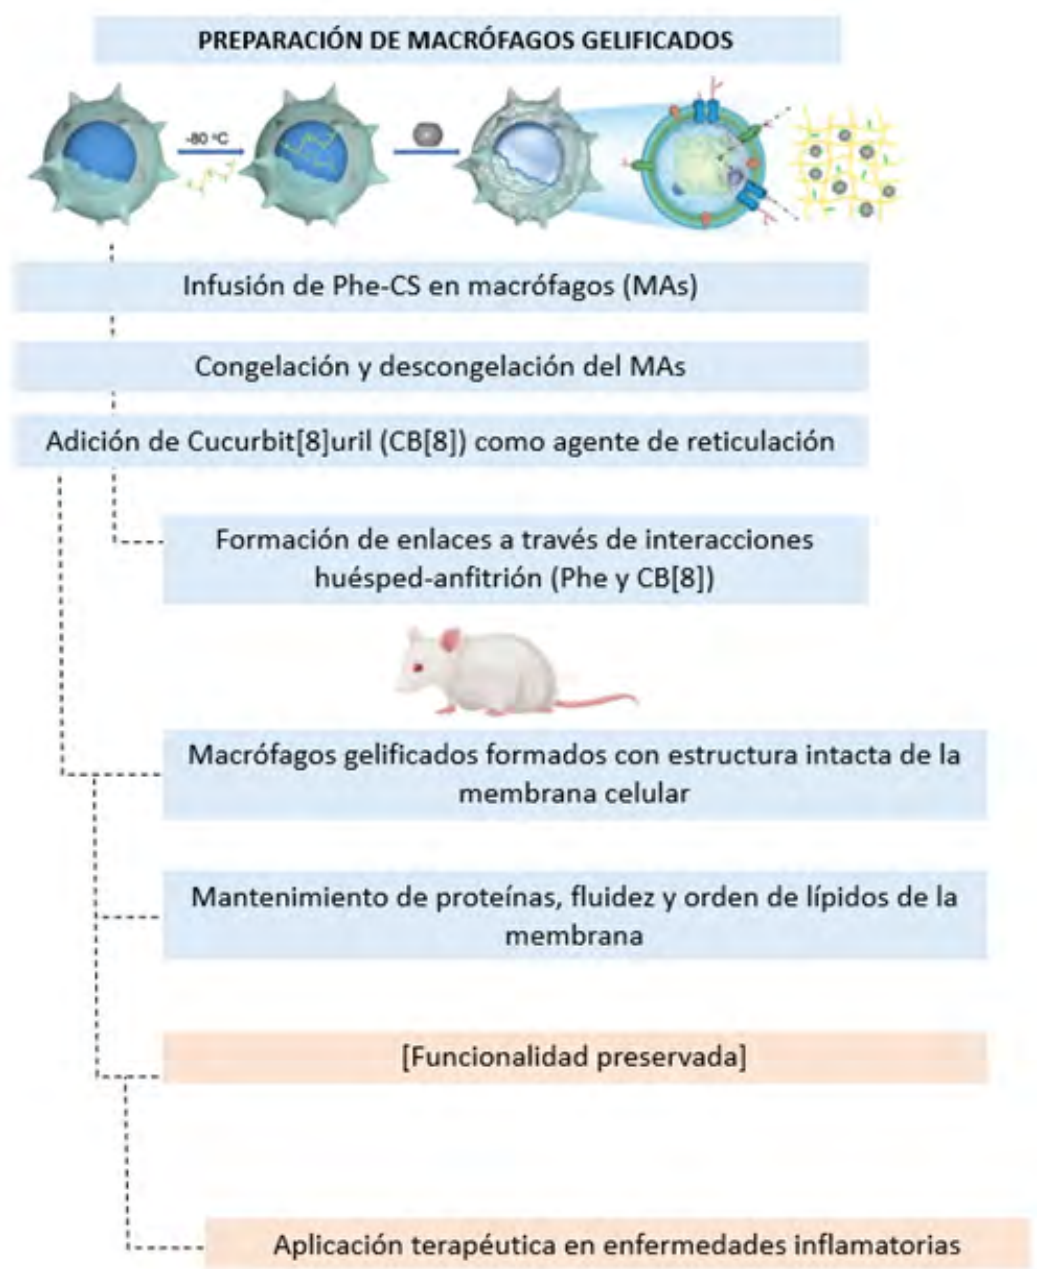 PREPARACIÓN DE MACRÓFAGOS GELIFICADOS
-80 °C
Infusión de Phe-CS en macrófagos (MAs)
Congelación y descongelación del MAs
Adición de Cucurbit[8]uril (CB[8]) como agente de reticulación
Formación de enlaces a través de interacciones
huésped-anfitrión (Phe y CB[8])
Macrófagos gelificados formados con estructura intacta de la
membrana celular
Mantenimiento de proteínas, fluidez y orden de lípidos de la
membrana
[Funcionalidad preservada]
Aplicación terapéutica en enfermedades inflamatorias